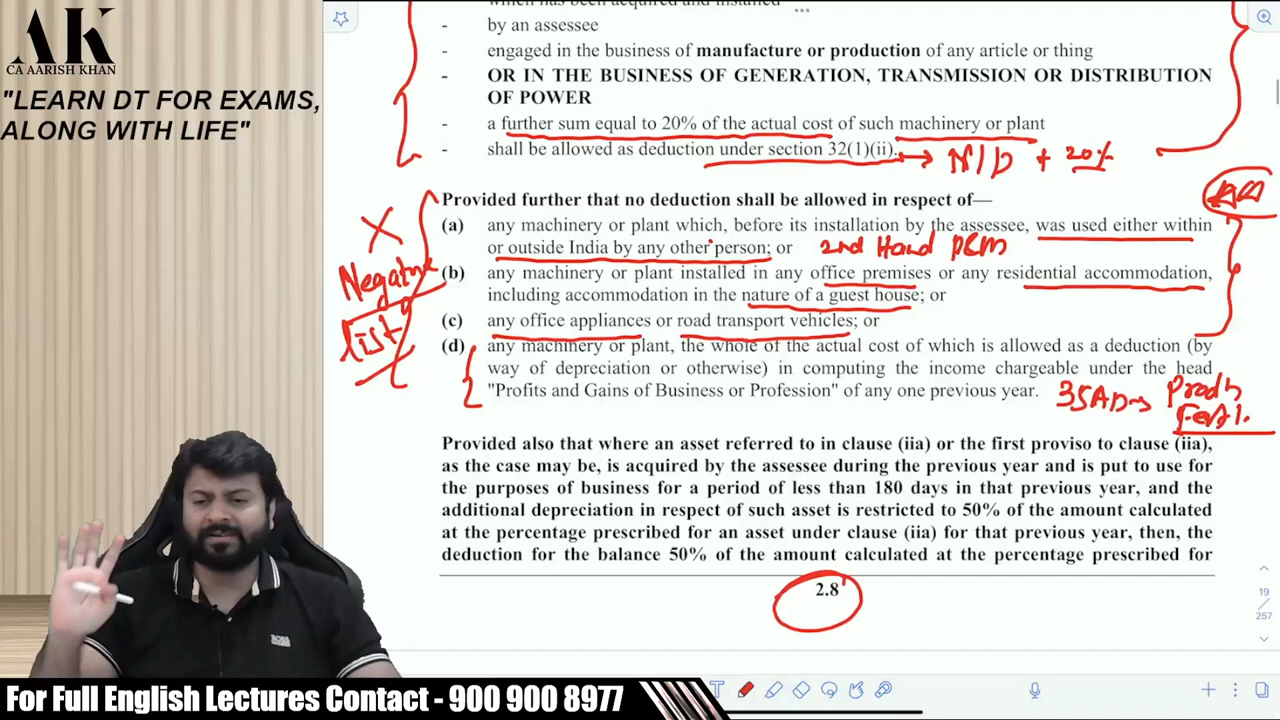 which has been acquired and installed
AK
CA AARISH KHAN
"LEARN DT FOR EXAMS,
ALONG WITH LIFE"
- by an assessee
- engaged in the business of manufacture or production of any article or thing
- OR IN THE BUSINESS OF GENERATION, TRANSMISSION OR DISTRIBUTION
OF POWER
- a further sum equal to 20% of the actual cost of such machinery or plant
- shall be allowed as deduction under section 32(1)(ii). → N/D + 20%
Provided further that no deduction shall be allowed in respect of—
(a) any machinery or plant which, before its installation by the assessee, was used either within
or outside India by any other person; or 2nd Hand P&M
X
Negative
list
(b) any machinery or plant installed in any office premises or any residential accommodation,
including accommodation in the nature of a guest house; or
(c) any office appliances or road transport vehicles; or
(d) any machinery or plant, the whole of the actual cost of which is allowed as a deduction (by
way of depreciation or otherwise) in computing the income chargeable under the head
"Profits and Gains of Business or Profession" of any one previous year. 35AD
Provided also that where an asset referred to in clause (iia) or the first proviso to clause (iia),
as the case may be, is acquired by the assessee during the previous year and is put to use for
the purposes of business for a period of less than 180 days in that previous year, and the
additional depreciation in respect of such asset is restricted to 50% of the amount calculated
at the percentage prescribed for an asset under clause (iia) for that previous year, then, the
deduction for the balance 50% of the amount calculated at the percentage prescribed for
2.8
19
257
For Full English Lectures Contact - 900 900 8977